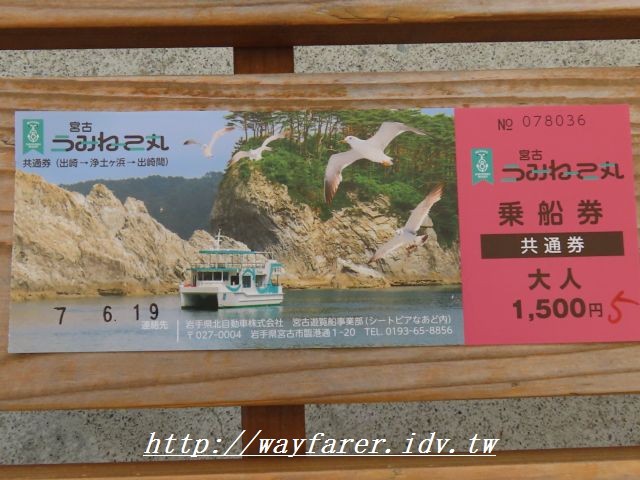 宮古
うみねこ丸
共通券（出崎→浄土ヶ浜→出崎間）
7 6.19
連絡先
岩手県北自動車株式会社 宮古遊覧船事業部(シートピアなあど内)
〒027-0004 岩手県宮古市臨港通1-20 TEL. 0193-65-8856
№ 078036
宮古
うみねこ丸
乗船券
共通券
大人
1,500円
5
http://wayfarer.idv.tw